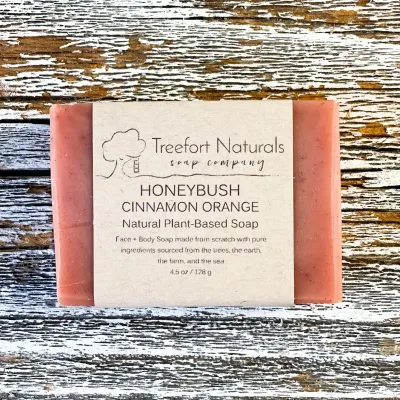 Treefort Naturals
soap company
HONEYBUSH
CINNAMON ORANGE
Natural Plant-Based Soap
Face + Body Soap made from scratch with pure
ingredients sourced from the trees, the earth,
the farm, and the sea
4.5 oz / 128 g